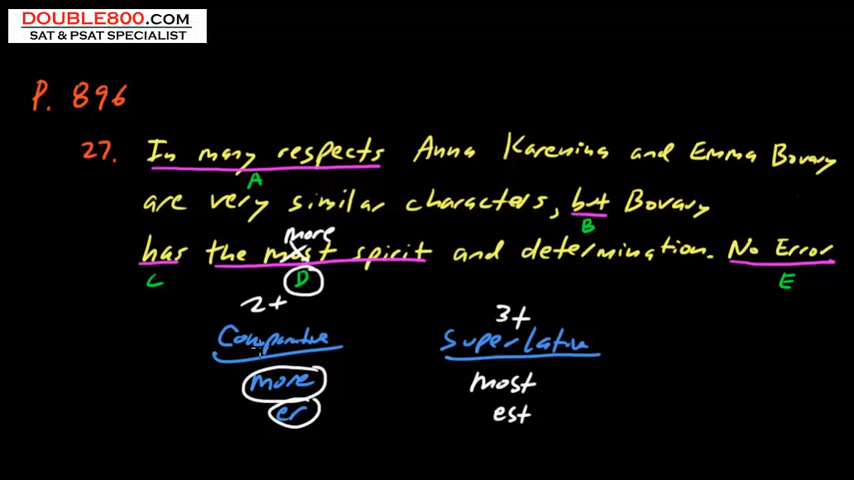 DOUBLE800.COM
SAT & PSAT SPECIALIST
P. 896
27. In many respects Anna Karenina and Emma Bovary
A
are very similar characters, but Bovary
B
more
has the most spirit and determination. No Error
C D E
2+ 3+
Comparative Superlative
more most
er est